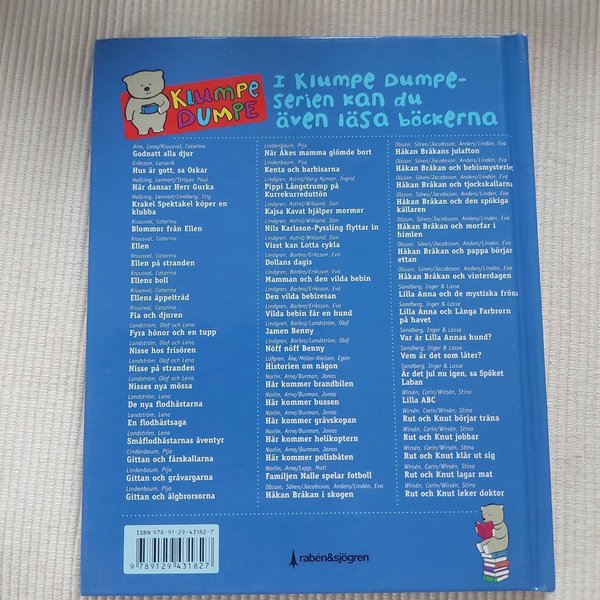 KLUMPE
DUMPE
I Klumpe Dumpe-
serien kan du
även läsa böckerna
Arro, Lena/Kruusval, Catarina
Godnatt alla djur
Eriksson, Larserik
Hus är gott, sa Oskar
Hellsing, Lennart/Ströyer, Poul
Här dansar Herr Gurka
Hellsing, Lennart/Lindberg, Stig
Krakel Spektakel köper en
klubba
Kruusval, Catarina
Blommor från Ellen
Kruusval, Catarina
Ellen
Kruusval, Catarina
Ellen på stranden
Kruusval, Catarina
Ellens boll
Kruusval, Catarina
Ellens äppelträd
Kruusval, Catarina
Fia och djuren
Landström, Olof och Lena
Fyra hönor och en tupp
Landström, Olof och Lena
Nisse hos frisören
Landström, Olof och Lena
Nisse på stranden
Landström, Olof och Lena
Nisses nya mössa
Landström, Lena
De nya flodhästarna
Landström, Lena
En flodhästsaga
Landström, Lena
Småflodhästarnas äventyr
Lindenbaum, Pija
Gittan och fårskallarna
Lindenbaum, Pija
Gittan och gråvargarna
Lindenbaum, Pija
Gittan och älgbrorsorna
Lindenbaum, Pija
När Åkes mamma glömde bort
Lindenbaum, Pija
Kenta och barbisarna
Lindgren, Astrid/Vang Nyman, Ingrid
Pippi Långstrump på
Kurrekurreduttön
Lindgren, Astrid/Wikland, Ilon
Kajsa Kavat hjälper mormor
Lindgren, Astrid/Wikland, Ilon
Nils Karlsson-Pyssling flyttar in
Lindgren, Astrid/Wikland, Ilon
Visst kan Lotta cykla
Lindgren, Barbro/Eriksson, Eva
Dollans dagis
Lindgren, Barbro/Eriksson, Eva
Mamman och den vilda bebin
Lindgren, Barbro/Eriksson, Eva
Den vilda bebiresan
Lindgren, Barbro/Eriksson, Eva
Vilda bebin får en hund
Lindgren, Barbro/Landström, Olof
Jamen Benny
Lindgren, Barbro/Landström, Olof
Nöff nöff Benny
Löfgren, Åke/Möller-Nielsen, Egon
Historien om någon
Norlin, Arne/Burman, Jonas
Här kommer brandbilen
Norlin, Arne/Burman, Jonas
Här kommer bussen
Norlin, Arne/Burman, Jonas
Här kommer grävskopan
Norlin, Arne/Burman, Jonas
Här kommer helikoptern
Norlin, Arne/Burman, Jonas
Här kommer polisbåten
Norlin, Arne/Lepp, Mati
Familjen Nalle spelar fotboll
Olsson, Sören/Jacobsson, Anders/Lindén, Eva
Håkan Bråkan i skogen
Olsson, Sören/Jacobsson, Anders/Lindén, Eva
Håkan Bråkans julafton
Olsson, Sören/Jacobsson, Anders/Lindén, Eva
Håkan Bråkan och bebismysteriet
Olsson, Sören/Jacobsson, Anders/Lindén, Eva
Håkan Bråkan och tjockskallarna
Olsson, Sören/Jacobsson, Anders/Lindén, Eva
Håkan Bråkan och den spökiga
källaren
Olsson, Sören/Jacobsson, Anders/Lindén, Eva
Håkan Bråkan och morfar i
himlen
Olsson, Sören/Jacobsson, Anders/Lindén, Eva
Håkan Bråkan och pappa börjar
ettan
Olsson, Sören/Jacobsson, Anders/Lindén, Eva
Håkan Bråkan och vinterdagen
Sandberg, Inger & Lasse
Lilla Anna och de mystiska fröna
Sandberg, Inger & Lasse
Lilla Anna och Långa Farbrorn
på havet
Sandberg, Inger & Lasse
Var är Lilla Annas hund?
Sandberg, Inger & Lasse
Vem är det som låter?
Sandberg, Inger & Lasse
Är det jul nu igen, sa Spöket
Laban
Wirsén, Carin/Wirsén, Stina
Lilla ABC
Wirsén, Carin/Wirsén, Stina
Rut och Knut börjar träna
Wirsén, Carin/Wirsén, Stina
Rut och Knut jobbar
Wirsén, Carin/Wirsén, Stina
Rut och Knut klär ut sig
Wirsén, Carin/Wirsén, Stina
Rut och Knut lagar mat
Wirsén, Carin/Wirsén, Stina
Rut och Knut leker doktor
ISBN 978-91-29-43182-7
9789129431827
rabén&sjögren